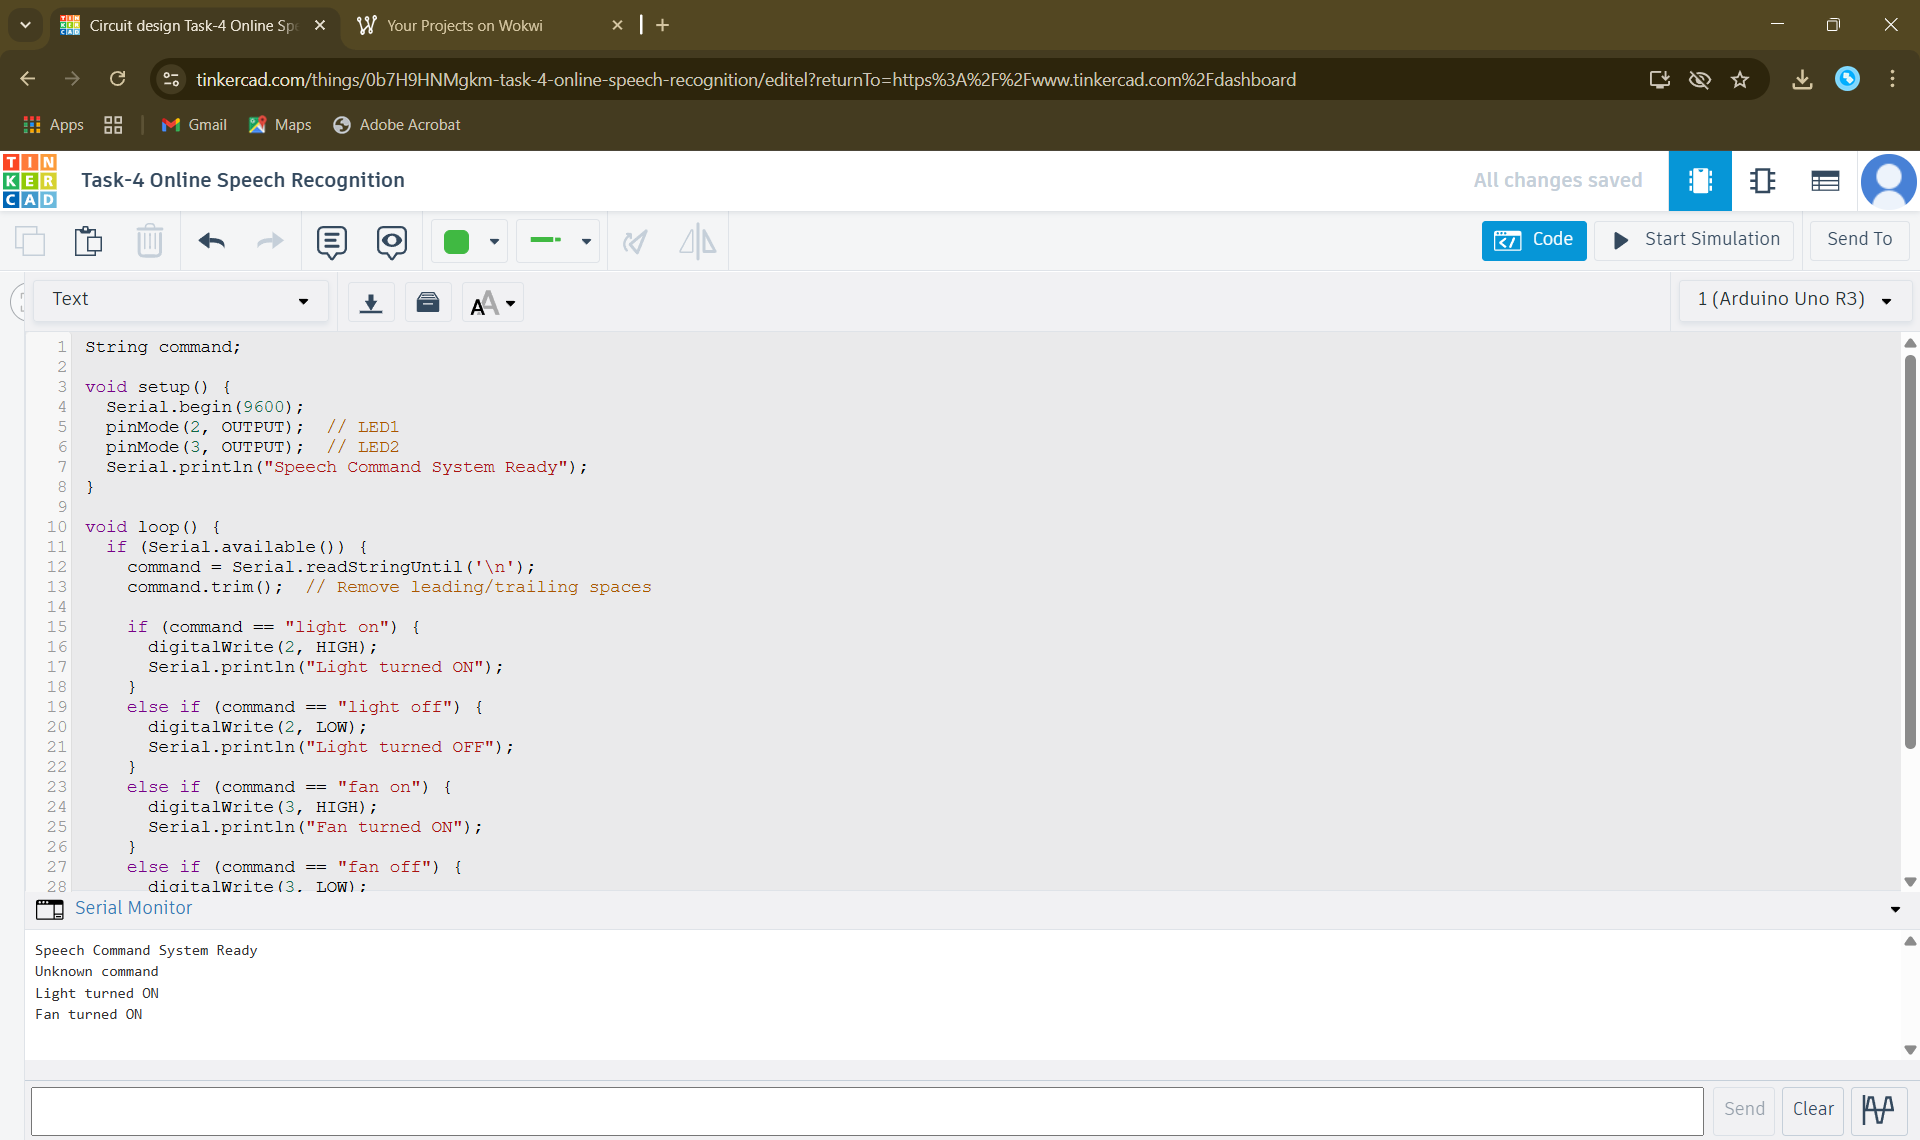 Circuit design Task-4 Online Spe
Your Projects on Wokwi
tinkercad.com/things/0b7H9HNMgkm-task-4-online-speech-recognition/editel?returnTo=https%3A%2F%2Fwww.tinkercad.com%2Fdashboard
Apps
Gmail
Maps
Adobe Acrobat
TINKERCAD
Task-4 Online Speech Recognition
All changes saved
Code
Start Simulation
Send To
Text
1 (Arduino Uno R3)
1 String command;
2
3 void setup() {
4 Serial.begin(9600);
5 pinMode(2, OUTPUT); // LED1
6 pinMode(3, OUTPUT); // LED2
7 Serial.println("Speech Command System Ready");
8 }
9
10 void loop() {
11 if (Serial.available()) {
12 command = Serial.readStringUntil('\n');
13 command.trim(); // Remove leading/trailing spaces
14
15 if (command == "light on") {
16 digitalWrite(2, HIGH);
17 Serial.println("Light turned ON");
18 }
19 else if (command == "light off") {
20 digitalWrite(2, LOW);
21 Serial.println("Light turned OFF");
22 }
23 else if (command == "fan on") {
24 digitalWrite(3, HIGH);
25 Serial.println("Fan turned ON");
26 }
27 else if (command == "fan off") {
28 digitalWrite(3, LOW);
Serial Monitor
Speech Command System Ready
Unknown command
Light turned ON
Fan turned ON
Send
Clear